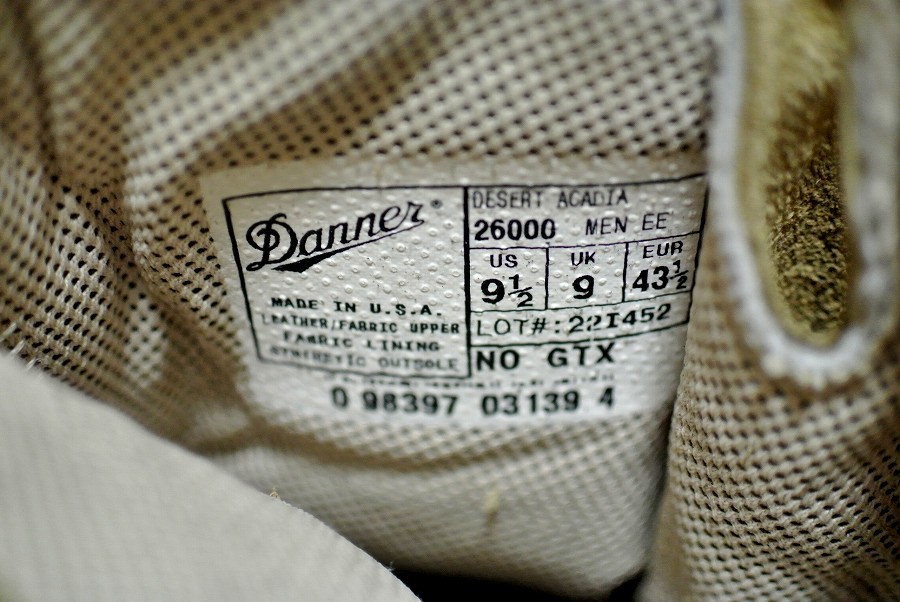 Danner®
MADE IN U.S.A.
LEATHER/FABRIC UPPER
FABRIC LINING
SYNTHETIC OUTSOLE
DESERT ACADIA
26000 MEN EE
US UK EUR
9½ 9 43½
LOT#:22I452
NO GTX
0 98397 03139 4